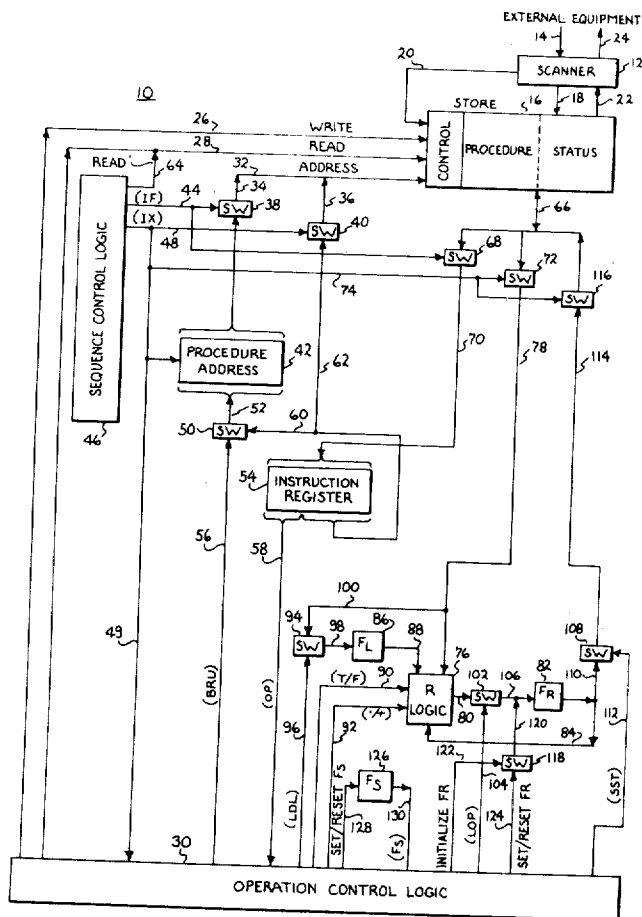 EXTERNAL EQUIPMENT
14
24
20
12
SCANNER
10
STORE
16
18
22
26
WRITE
28
READ
CONTROL
PROCEDURE
STATUS
READ
64
32
ADDRESS
34
36
66
(IF)
44
SW
38
SW
40
(IX)
48
SW
68
SW
72
SW
116
74
SEQUENCE CONTROL LOGIC
46
PROCEDURE
ADDRESS
42
62
70
78
114
50
SW
52
60
54
INSTRUCTION
REGISTER
56
58
49
(BRU)
(OP)
100
94
SW
98
86
FL
88
76
R
LOGIC
(T/F)
90
(·/+)
92
96
(LDL)
80
102
SW
106
82
FR
108
SW
110
84
112
120
122
SW
118
104
124
126
FS
128
130
SET/RESET FS
(FS)
INITIALIZE FR
(LOP)
SET/RESET FR
(SST)
30
OPERATION CONTROL LOGIC